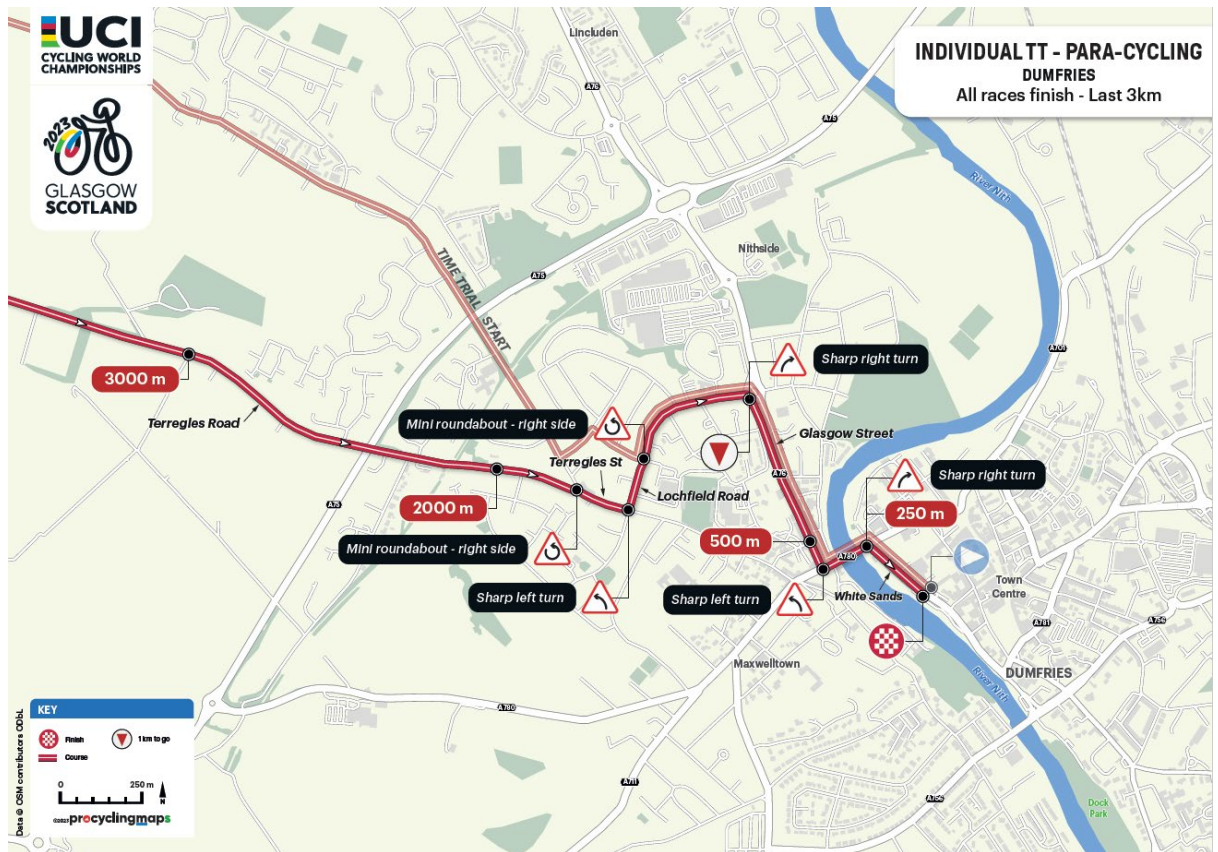 UCI
CYCLING WORLD
CHAMPIONSHIPS
2023
GLASGOW
SCOTLAND
INDIVIDUAL TT - PARA-CYCLING
DUMFRIES
All races finish - Last 3km
Lincluden
A76
A75
River Nith
Nithside
A75
TIME TRIAL START
A701
3000 m
Terregles Road
Sharp right turn
Mini roundabout - right side
Glasgow Street
Terregles St
A76
Sharp right turn
Lochfield Road
2000 m
A75
250 m
500 m
Mini roundabout - right side
A780
Sharp left turn
Sharp left turn
White Sands
Town
Centre
A781
A756
Maxwelltown
DUMFRIES
River Nith
A780
A711
A756
Dock
Park
KEY
Finish
1 km to go
Course
0
250 m
N
©2023 procyclingmaps
Data © OSM contributors ODbL